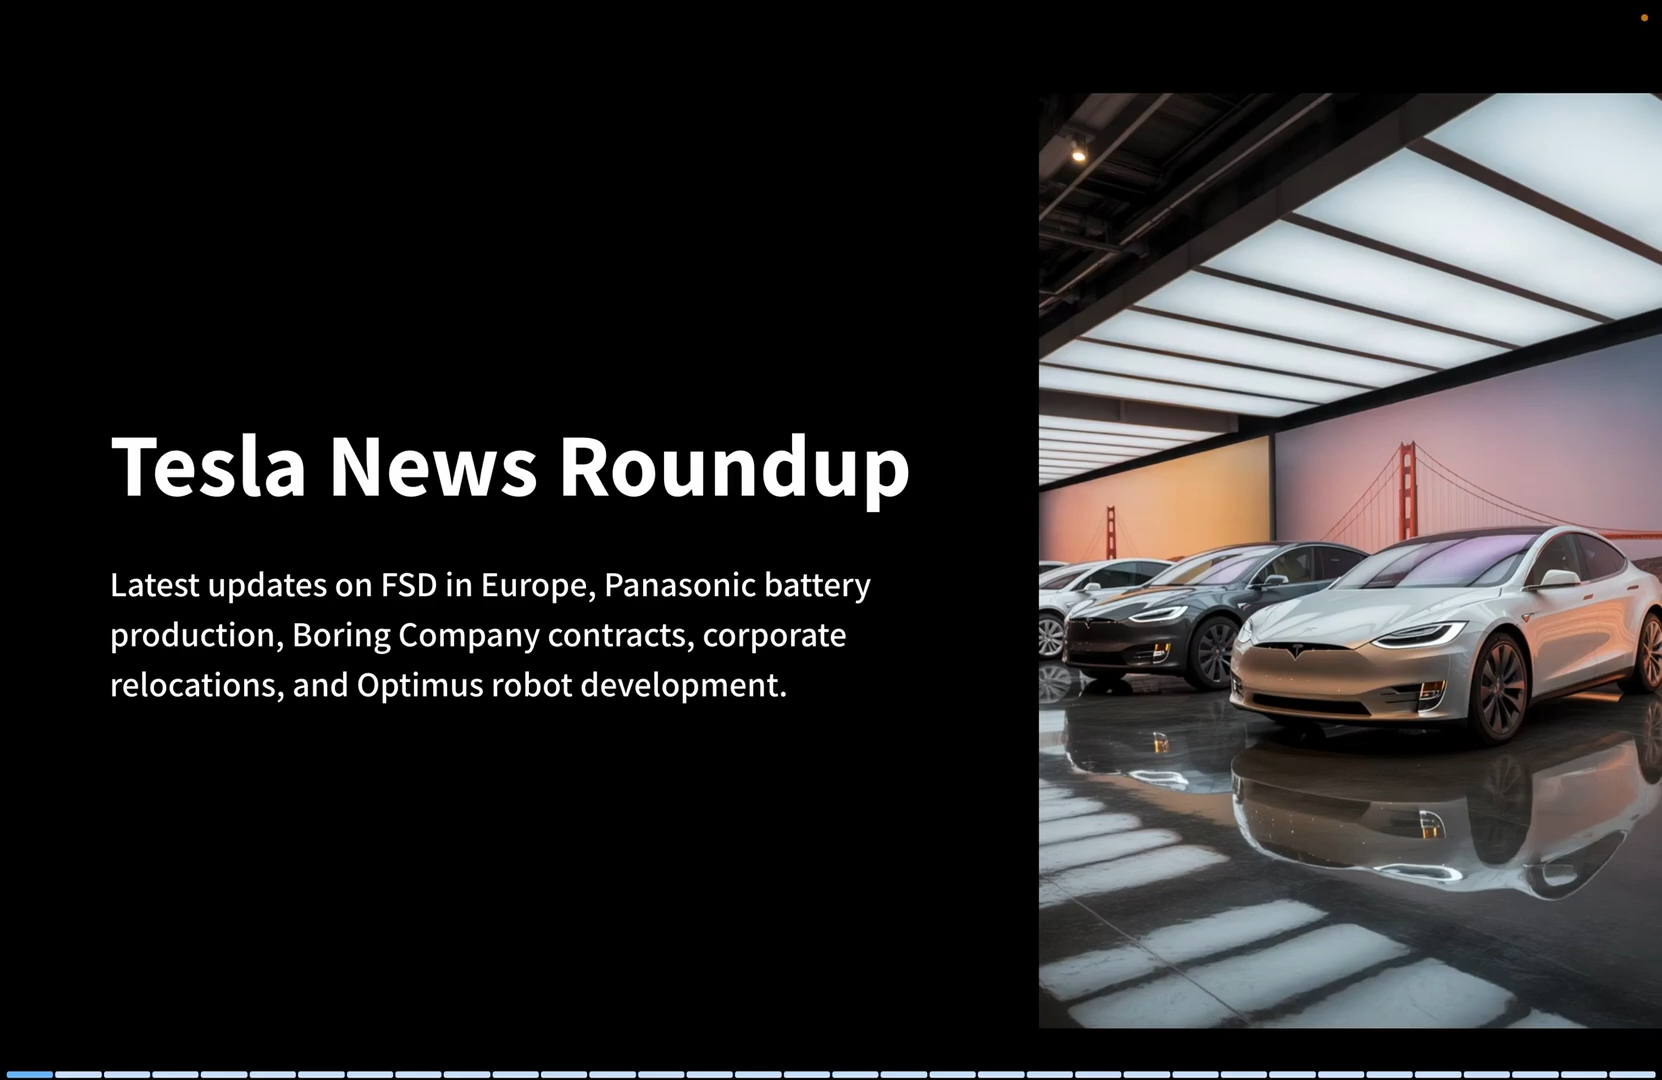 Tesla News Roundup
Latest updates on FSD in Europe, Panasonic battery
production, Boring Company contracts, corporate
relocations, and Optimus robot development.